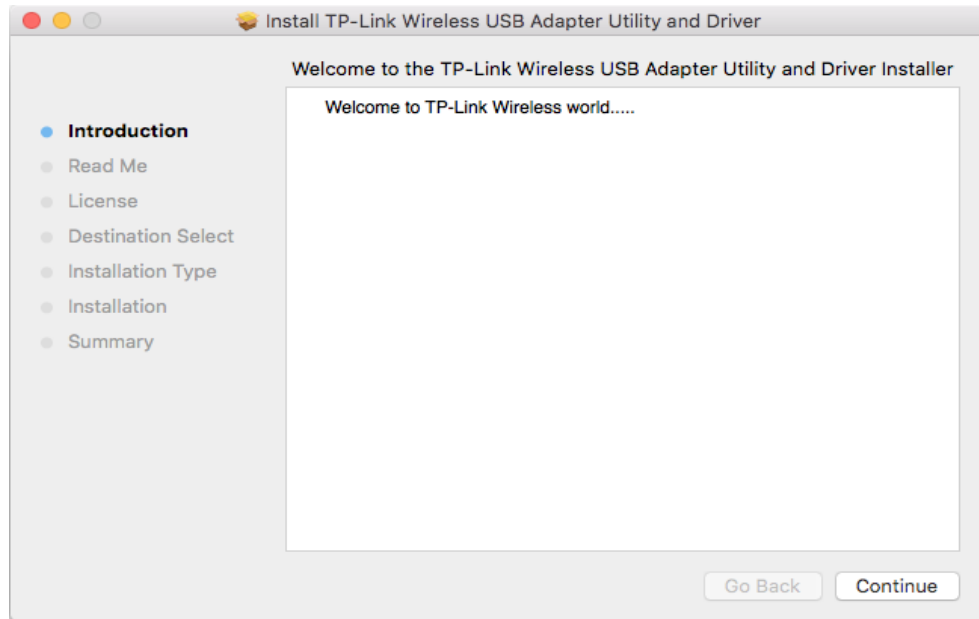 Install TP-Link Wireless USB Adapter Utility and Driver
Welcome to the TP-Link Wireless USB Adapter Utility and Driver Installer
Welcome to TP-Link Wireless world.....
Introduction
Read Me
License
Destination Select
Installation Type
Installation
Summary
Go Back
Continue